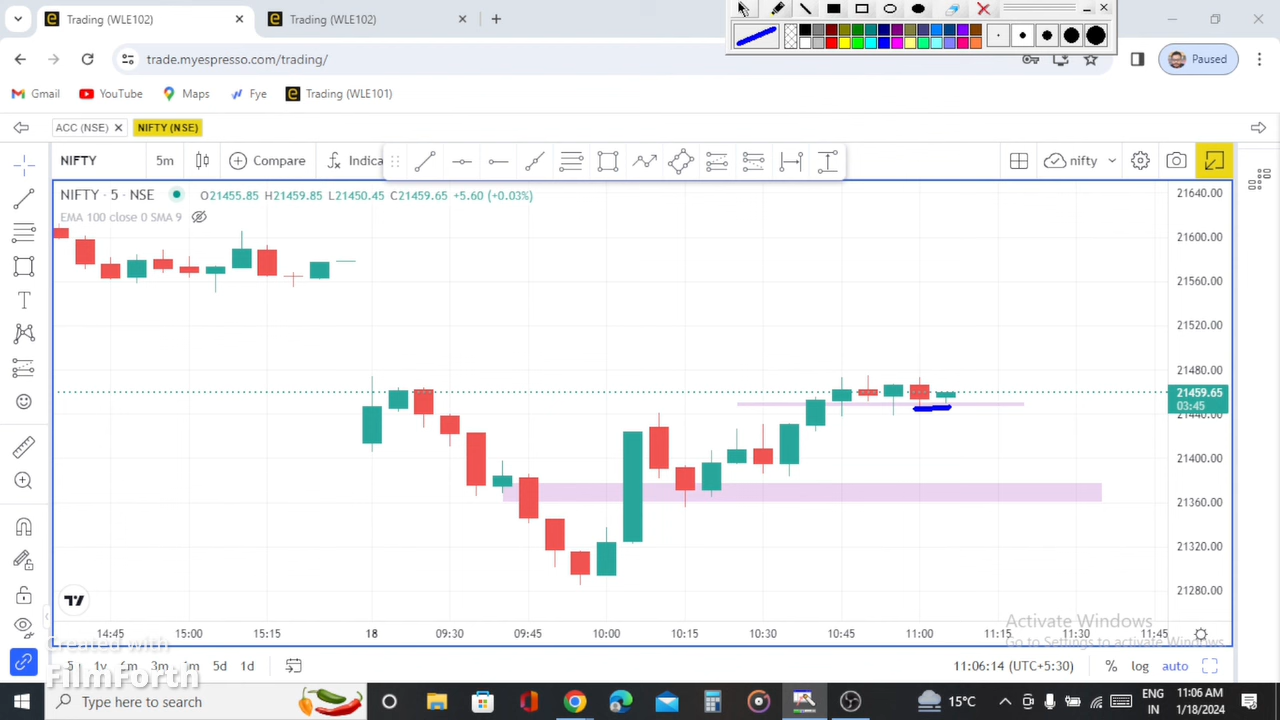 Trading (WLE102)
Trading (WLE102)
trade.myespresso.com/trading/
Paused
Gmail
YouTube
Maps
Fye
Trading (WLE101)
ACC (NSE)
NIFTY (NSE)
NIFTY
5m
Compare
Indica
nifty
NIFTY · 5 · NSE
O21455.85 H21459.85 L21450.45 C21459.65 +5.60 (+0.03%)
EMA 100 close 0 SMA 9
21640.00
21600.00
21560.00
21520.00
21480.00
21459.65
03:45
21440.00
21400.00
21360.00
21320.00
21280.00
14:45 15:00 15:15 18 09:30 09:45 10:00 10:15 10:30 10:45 11:00 11:15 11:30 11:45
Activate Windows
Go to Settings to activate Windows.
Created with
FilmForth
1y
3m
5d
1d
11:06:14 (UTC+5:30)
%
log
auto
Type here to search
15°C
ENG
IN
11:06 AM
1/18/2024